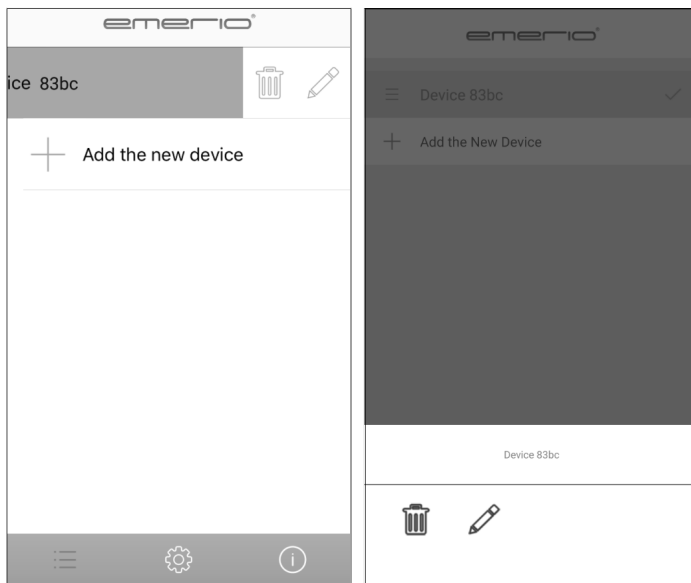 emerio®
ice 83bc
Add the new device
emerio®
Device 83bc
Add the New Device
Device 83bc